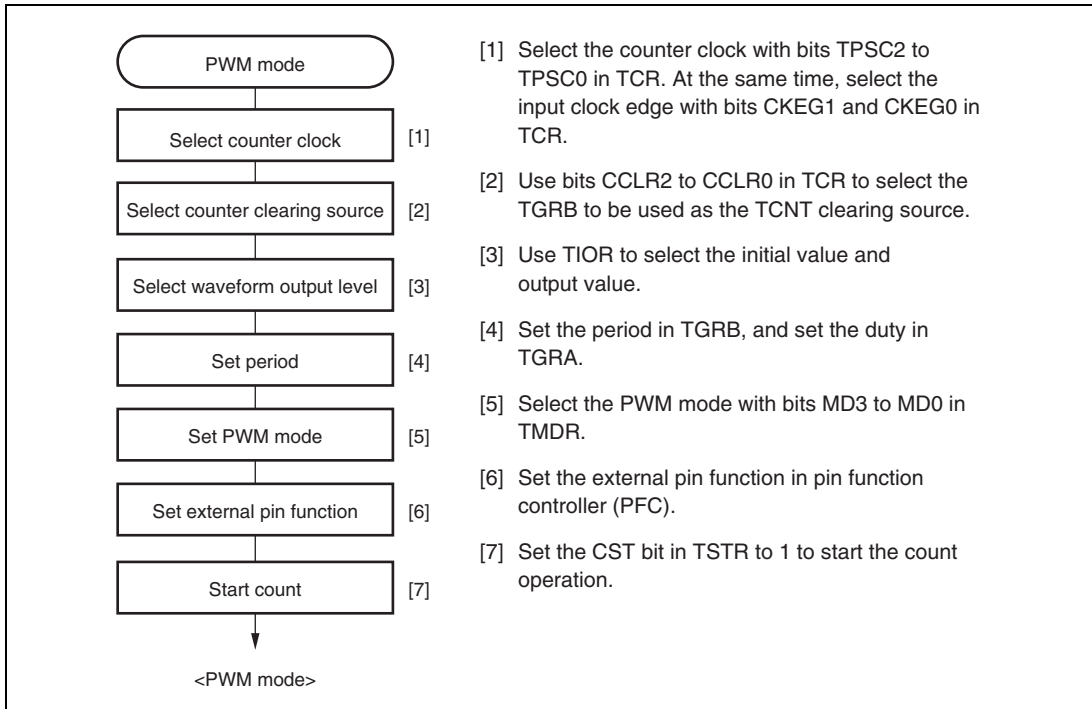 PWM mode
Select counter clock
[1]
Select counter clearing source
[2]
Select waveform output level
[3]
Set period
[4]
Set PWM mode
[5]
Set external pin function
[6]
Start count
[7]
<PWM mode>
[1] Select the counter clock with bits TPSC2 to
TPSC0 in TCR. At the same time, select the
input clock edge with bits CKEG1 and CKEG0 in
TCR.
[2] Use bits CCLR2 to CCLR0 in TCR to select the
TGRB to be used as the TCNT clearing source.
[3] Use TIOR to select the initial value and
output value.
[4] Set the period in TGRB, and set the duty in
TGRA.
[5] Select the PWM mode with bits MD3 to MD0 in
TMDR.
[6] Set the external pin function in pin function
controller (PFC).
[7] Set the CST bit in TSTR to 1 to start the count
operation.